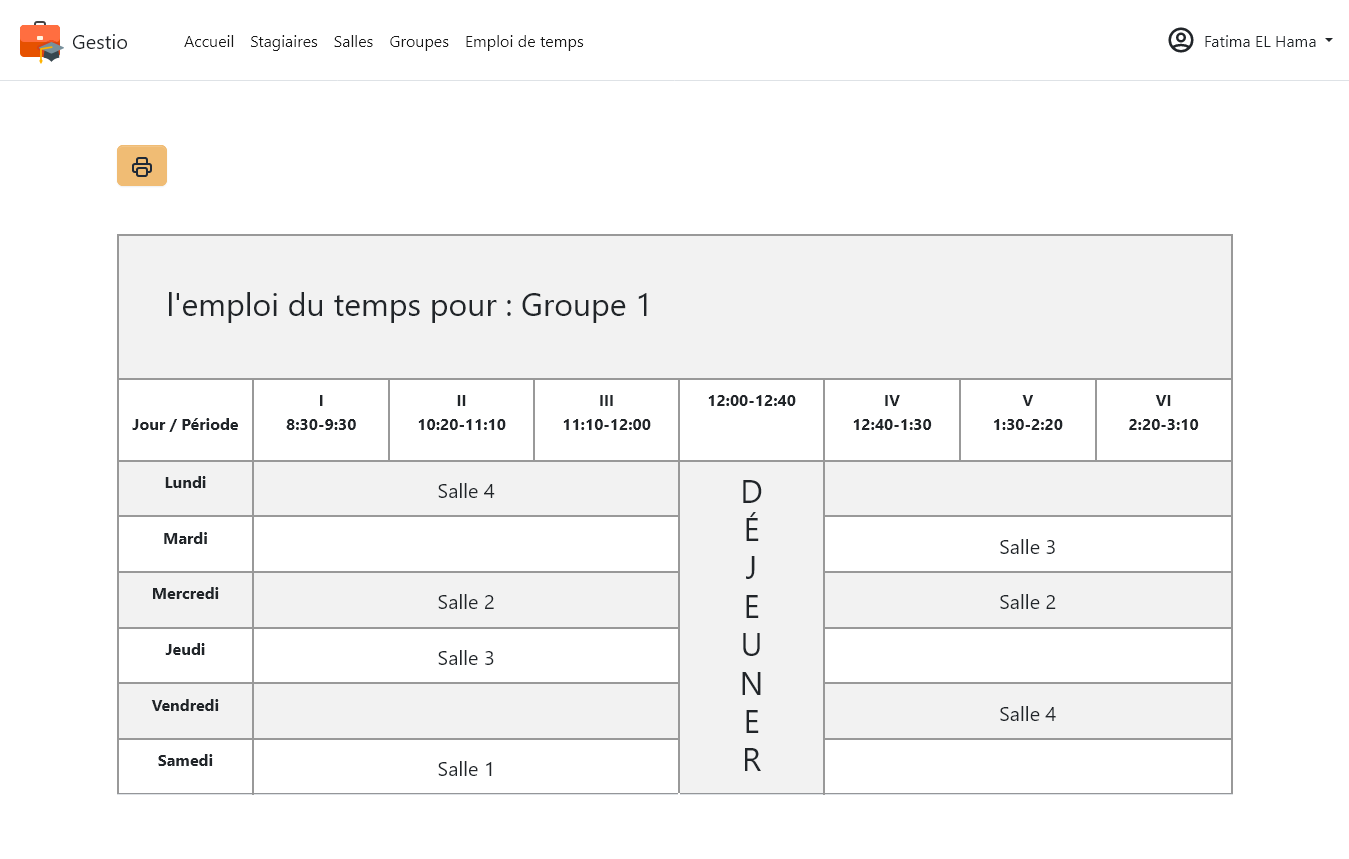 Gestio
Accueil Stagiaires Salles Groupes Emploi de temps
Fatima EL Hama
l'emploi du temps pour : Groupe 1
Jour / Période
I
8:30-9:30
II
10:20-11:10
III
11:10-12:00
12:00-12:40
IV
12:40-1:30
V
1:30-2:20
VI
2:20-3:10
Lundi
Salle 4
D
É
J
E
U
N
E
R
Mardi
Salle 3
Mercredi
Salle 2
Salle 2
Jeudi
Salle 3
Vendredi
Salle 4
Samedi
Salle 1